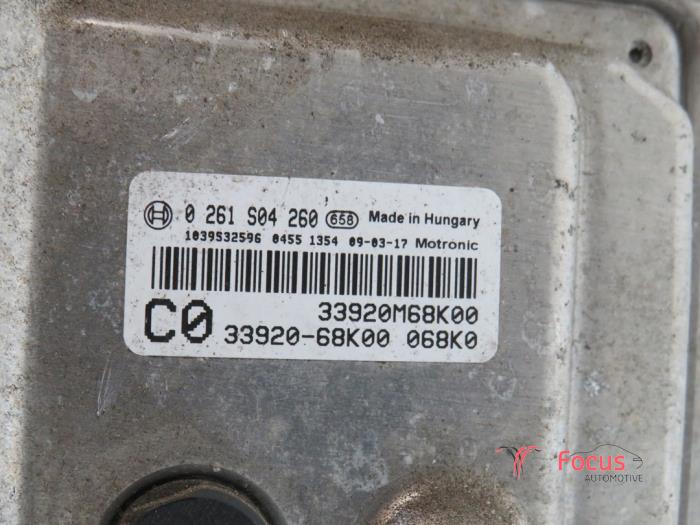 0 261 S04 260 658 Made in Hungary
1039S32596 0455 1354 09-03-17 Motronic
33920M68K00
C0 33920-68K00 068K0
Focus
AUTOMOTIVE